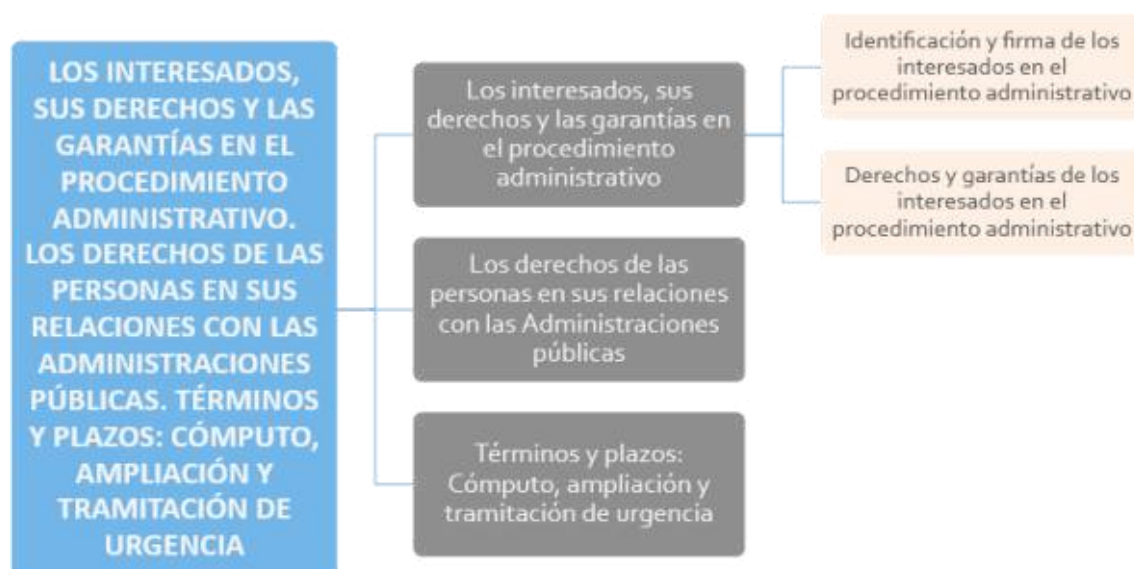 LOS INTERESADOS,
SUS DERECHOS Y LAS
GARANTÍAS EN EL
PROCEDIMIENTO
ADMINISTRATIVO.
LOS DERECHOS DE LAS
PERSONAS EN SUS
RELACIONES CON LAS
ADMINISTRACIONES
PÚBLICAS. TÉRMINOS
Y PLAZOS: CÓMPUTO,
AMPLIACIÓN Y
TRAMITACIÓN DE
URGENCIA
Los interesados, sus
derechos y las garantías en
el procedimiento
administrativo
Identificación y firma de los
interesados en el
procedimiento administrativo
Derechos y garantías de los
interesados en el
procedimiento administrativo
Los derechos de las
personas en sus relaciones
con las Administraciones
públicas
Términos y plazos:
Cómputo, ampliación y
tramitación de urgencia